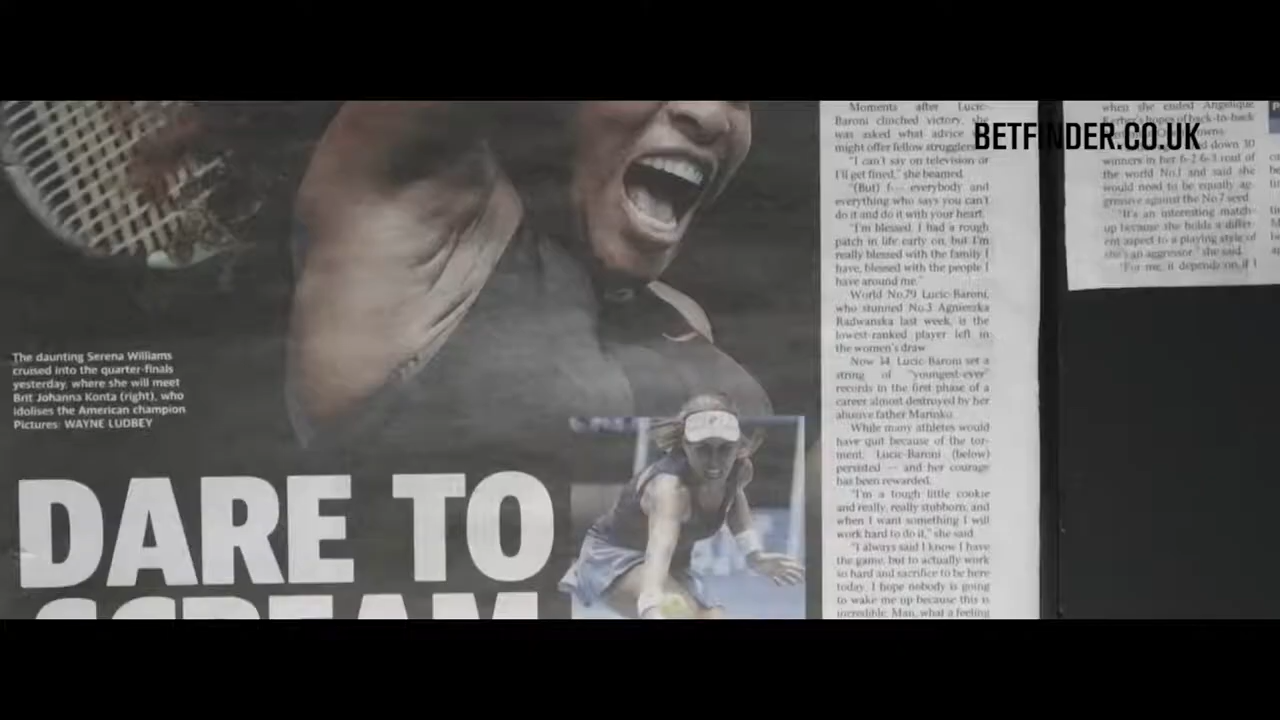 BETFINDER.CO.UK
The daunting Serena Williams
cruised into the quarter-finals
yesterday, where she will meet
Brit Johanna Konta (right), who
idolises the American champion
Pictures: WAYNE LUDBEY
DARE TO
SCREAM
Moments after Lucic-
Baroni clinched victory, she
was asked what advice
might offer fellow strugglers
"I can't say on television or
I'll get fined," she beamed.
"(But) f--- everybody and
everything who says you can't
do it and do it with your heart.
"I'm blessed. I had a rough
patch in life early on, but I'm
really blessed with the family I
have, blessed with the people I
have around me."
World No.79 Lucic-Baroni,
who stunned No.3 Agnieszka
Radwanska last week, is the
lowest-ranked player left in
the women's draw.
Now 34, Lucic-Baroni set a
string of "youngest-ever"
records in the first phase of a
career almost destroyed by her
abusive father Marinko.
While many athletes would
have quit because of the tor-
ment, Lucic-Baroni (below)
persisted — and her courage
has been rewarded.
"I'm a tough little cookie
and really, really stubborn, and
when I want something I will
work hard to do it," she said.
"I always said I know I have
the game, but to actually work
so hard and sacrifice to be here
today. I hope nobody is going
to wake me up because this is
incredible. Man, what a feeling
when she ended Angelique
Kerber's hopes of back-to-back
down 30
winners in her 6-2 6-3 rout of
the world No.1 and said she
would need to be equally ag-
gressive against the No.7 seed.
"It's an interesting match-
up because she holds a differ-
ent aspect to a playing style of
she's an aggressor," she said.
"For me, it depends on if I